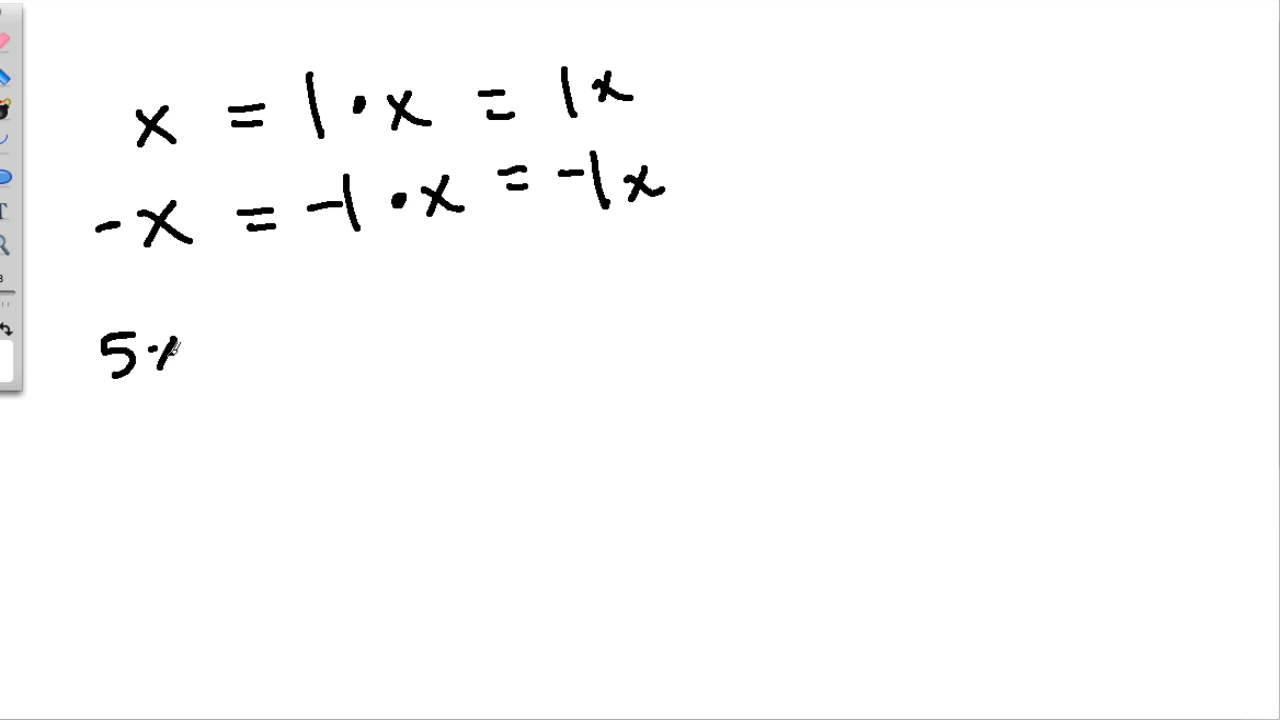 x = 1 · x = 1x
-x = -1 · x = -1x
5